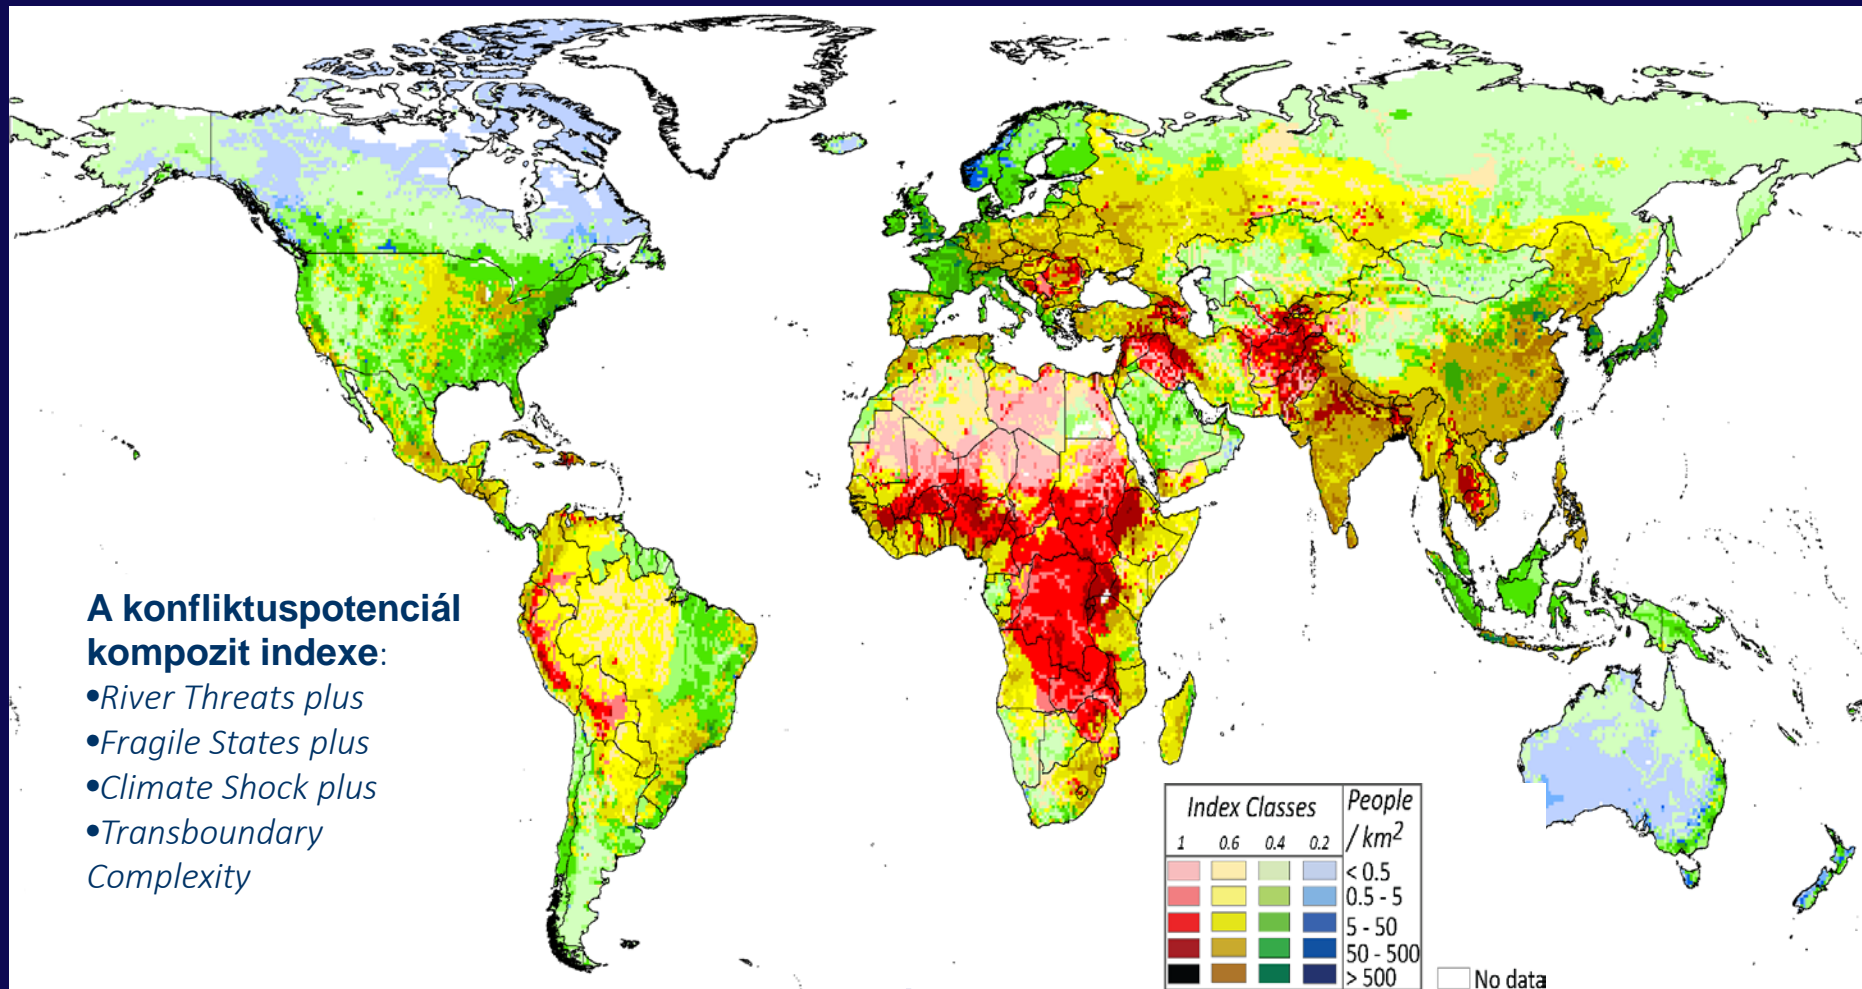 A konfliktuspotenciál
kompozit indexe:
•River Threats plus
•Fragile States plus
•Climate Shock plus
•Transboundary
Complexity
Index Classes
People
/ km²
1 0.6 0.4 0.2
< 0.5
0.5 - 5
5 - 50
50 - 500
> 500
No data